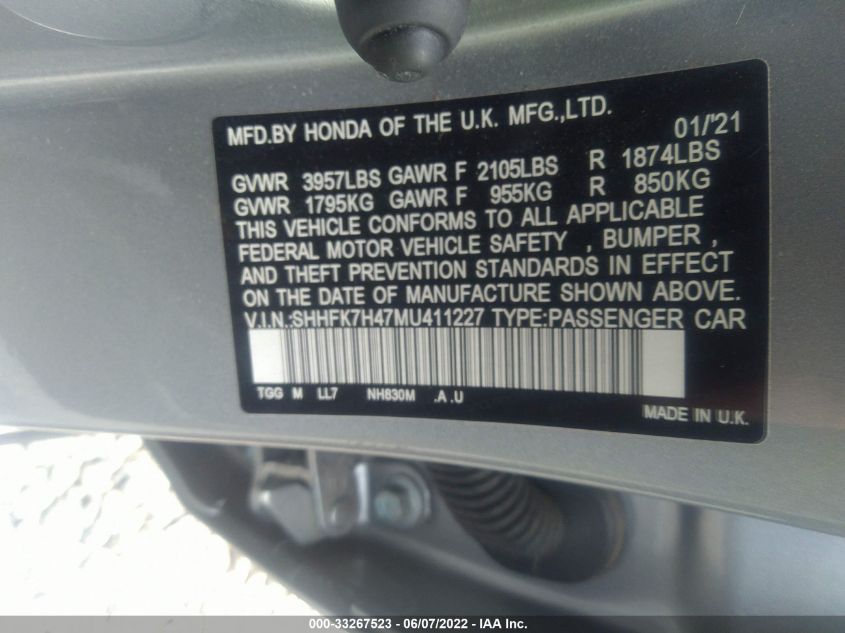 MFD.BY HONDA OF THE U.K. MFG.,LTD. 01/'21
GVWR 3957LBS GAWR F 2105LBS R 1874LBS
GVWR 1795KG GAWR F 955KG R 850KG
THIS VEHICLE CONFORMS TO ALL APPLICABLE
FEDERAL MOTOR VEHICLE SAFETY , BUMPER ,
AND THEFT PREVENTION STANDARDS IN EFFECT
ON THE DATE OF MANUFACTURE SHOWN ABOVE.
V.I.N.:SHHFK7H47MU411227 TYPE:PASSENGER CAR
TGG M LL7 NH830M .A .U
MADE IN U.K.
000-33267523 - 06/07/2022 - IAA Inc.